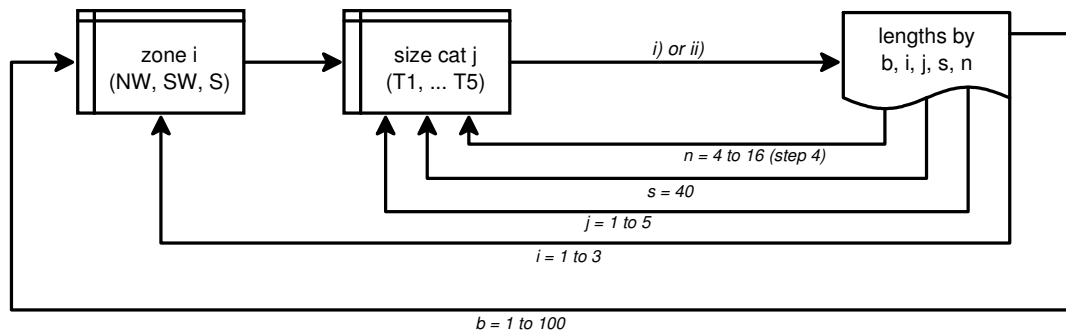 zone i
(NW, SW, S)
size cat j
(T1, ... T5)
i) or ii)
lengths by
b, i, j, s, n
n = 4 to 16 (step 4)
s = 40
j = 1 to 5
i = 1 to 3
b = 1 to 100